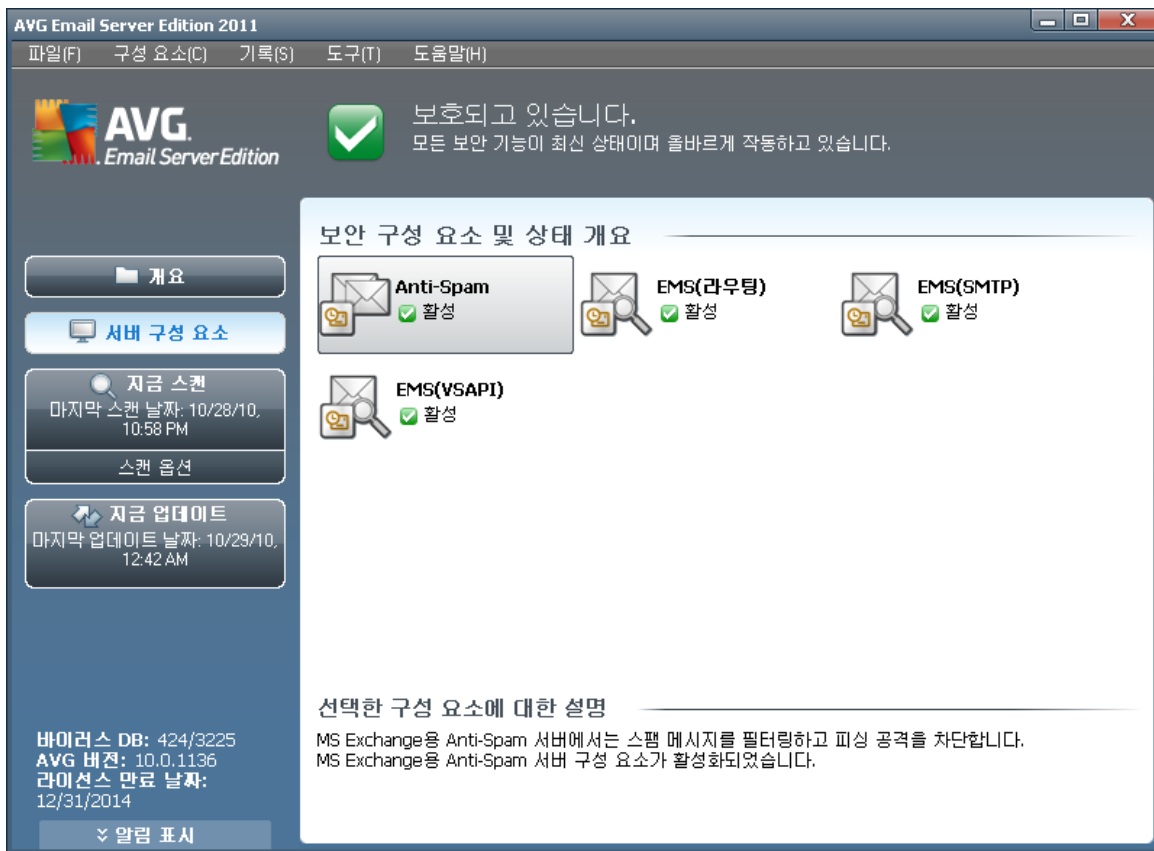 AVG Email Server Edition 2011
파일(F) 구성 요소(C) 기록(S) 도구(T) 도움말(H)
AVG.
Email Server Edition
보호되고 있습니다.
모든 보안 기능이 최신 상태이며 올바르게 작동하고 있습니다.
개요
서버 구성 요소
지금 스캔
마지막 스캔 날짜: 10/28/10,
10:58 PM
스캔 옵션
지금 업데이트
마지막 업데이트 날짜: 10/29/10,
12:42 AM
바이러스 DB: 424/3225
AVG 버전: 10.0.1136
라이선스 만료 날짜:
12/31/2014
알림 표시
보안 구성 요소 및 상태 개요
Anti-Spam
활성
EMS(라우팅)
활성
EMS(SMTP)
활성
EMS(VSAPI)
활성
선택한 구성 요소에 대한 설명
MS Exchange용 Anti-Spam 서버에서는 스팸 메시지를 필터링하고 피싱 공격을 차단합니다.
MS Exchange용 Anti-Spam 서버 구성 요소가 활성화되었습니다.